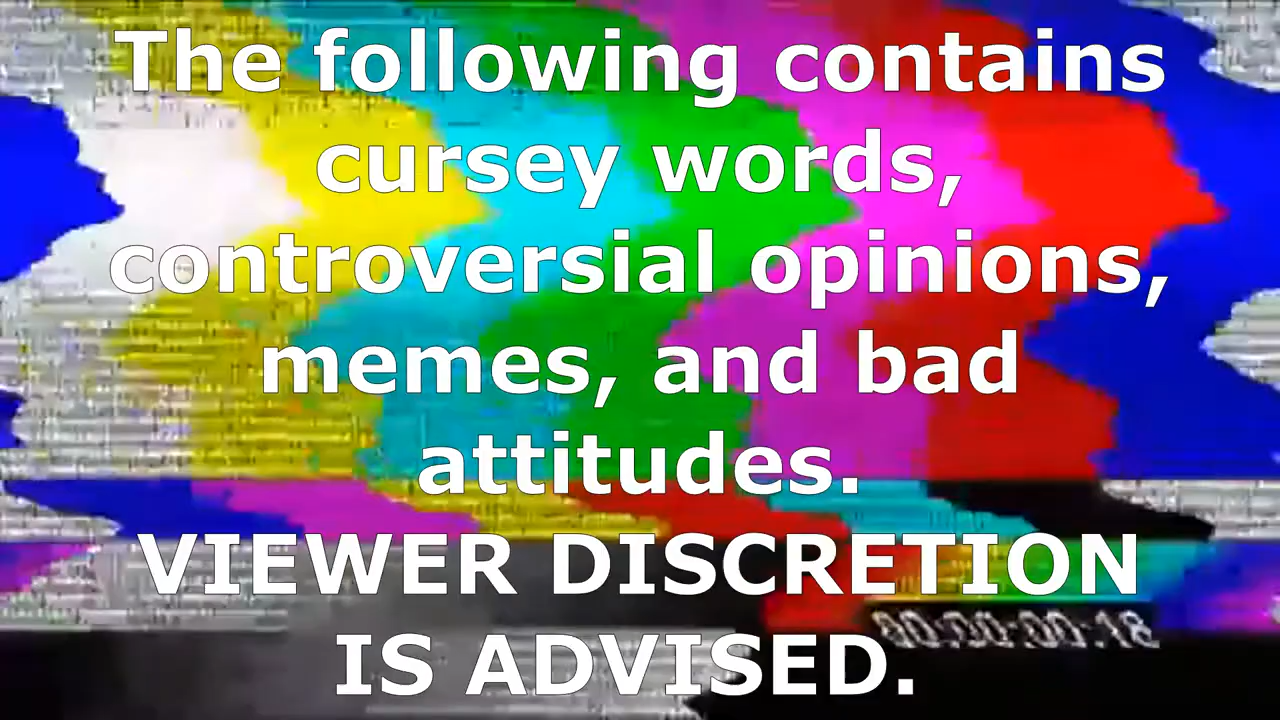 The following contains
cursey words,
controversial opinions,
memes, and bad
attitudes.
VIEWER DISCRETION
IS ADVISED.